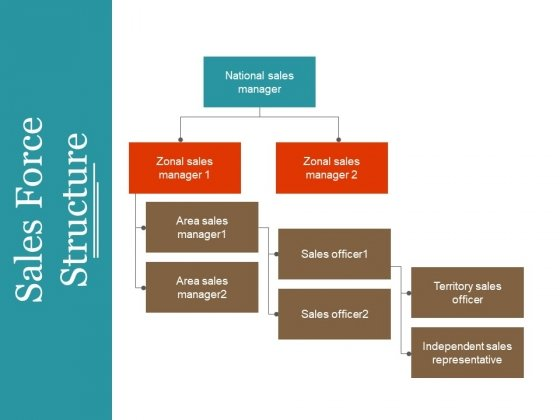 Sales Force
Structure
National sales
manager
Zonal sales
manager 1
Zonal sales
manager 2
Area sales
manager1
Area sales
manager2
Sales officer1
Sales officer2
Territory sales
officer
Independent sales
representative